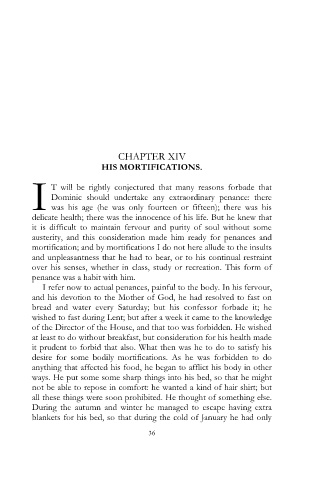 CHAPTER XIV
HIS MORTIFICATIONS.
IT will be rightly conjectured that many reasons forbade that
Dominic should undertake any extraordinary penance: there
was his age (he was only fourteen or fifteen); there was his
delicate health; there was the innocence of his life. But he knew that
it is difficult to maintain fervour and purity of soul without some
austerity, and this consideration made him ready for penances and
mortification; and by mortifications I do not here allude to the insults
and unpleasantness that he had to bear, or to his continual restraint
over his senses, whether in class, study or recreation. This form of
penance was a habit with him.
I refer now to actual penances, painful to the body. In his fervour,
and his devotion to the Mother of God, he had resolved to fast on
bread and water every Saturday; but his confessor forbade it; he
wished to fast during Lent; but after a week it came to the knowledge
of the Director of the House, and that too was forbidden. He wished
at least to do without breakfast, but consideration for his health made
it prudent to forbid that also. What then was he to do to satisfy his
desire for some bodily mortifications. As he was forbidden to do
anything that affected his food, he began to afflict his body in other
ways. He put some some sharp things into his bed, so that he might
not be able to repose in comfort: he wanted a kind of hair shirt; but
all these things were soon prohibited. He thought of something else.
During the autumn and winter he managed to escape having extra
blankets for his bed, so that during the cold of January he had only
36